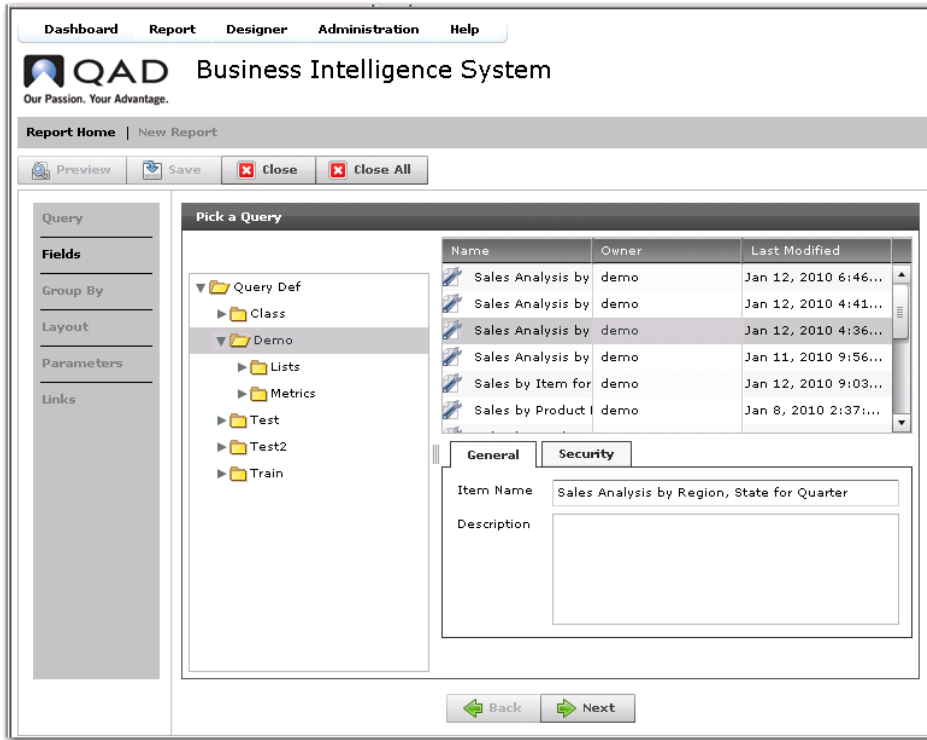 Dashboard Report Designer Administration Help
QAD Business Intelligence System
Our Passion. Your Advantage.
Report Home | New Report
Preview Save Close Close All
Query
Fields
Group By
Layout
Parameters
Links
Pick a Query
Query Def
Class
Demo
Lists
Metrics
Test
Test2
Train
Name Owner Last Modified
Sales Analysis by demo Jan 12, 2010 6:46...
Sales Analysis by demo Jan 12, 2010 4:41...
Sales Analysis by demo Jan 12, 2010 4:36...
Sales Analysis by demo Jan 11, 2010 9:56...
Sales by Item for demo Jan 12, 2010 9:03...
Sales by Product demo Jan 8, 2010 2:37:...
General Security
Item Name Sales Analysis by Region, State for Quarter
Description
Back Next